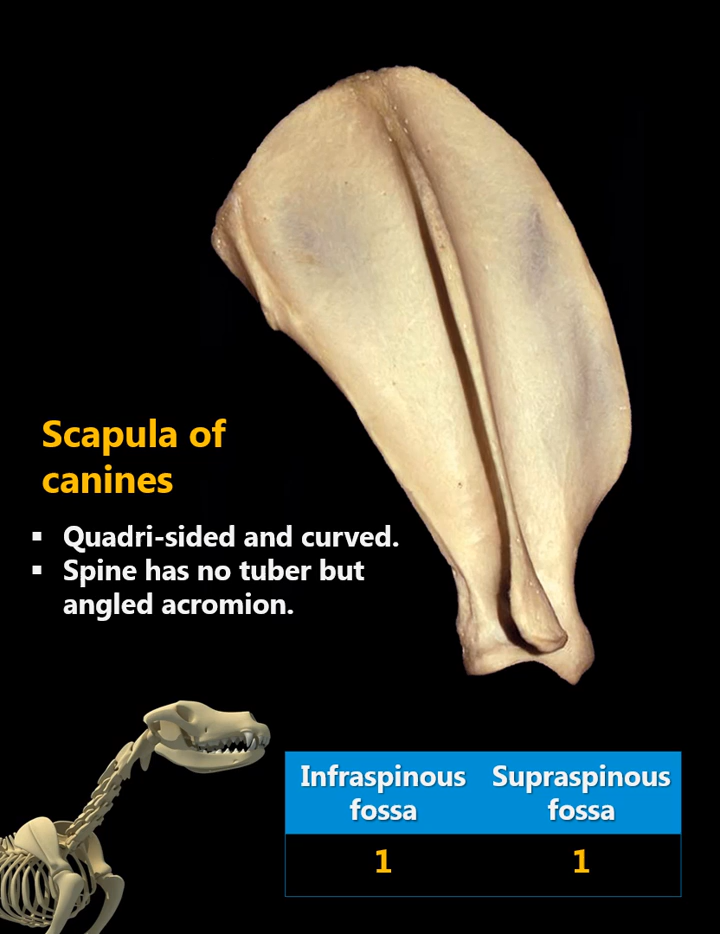 Scapula of
canines
▪ Quadri-sided and curved.
▪ Spine has no tuber but
angled acromion.
Infraspinous Supraspinous
fossa fossa
1 1